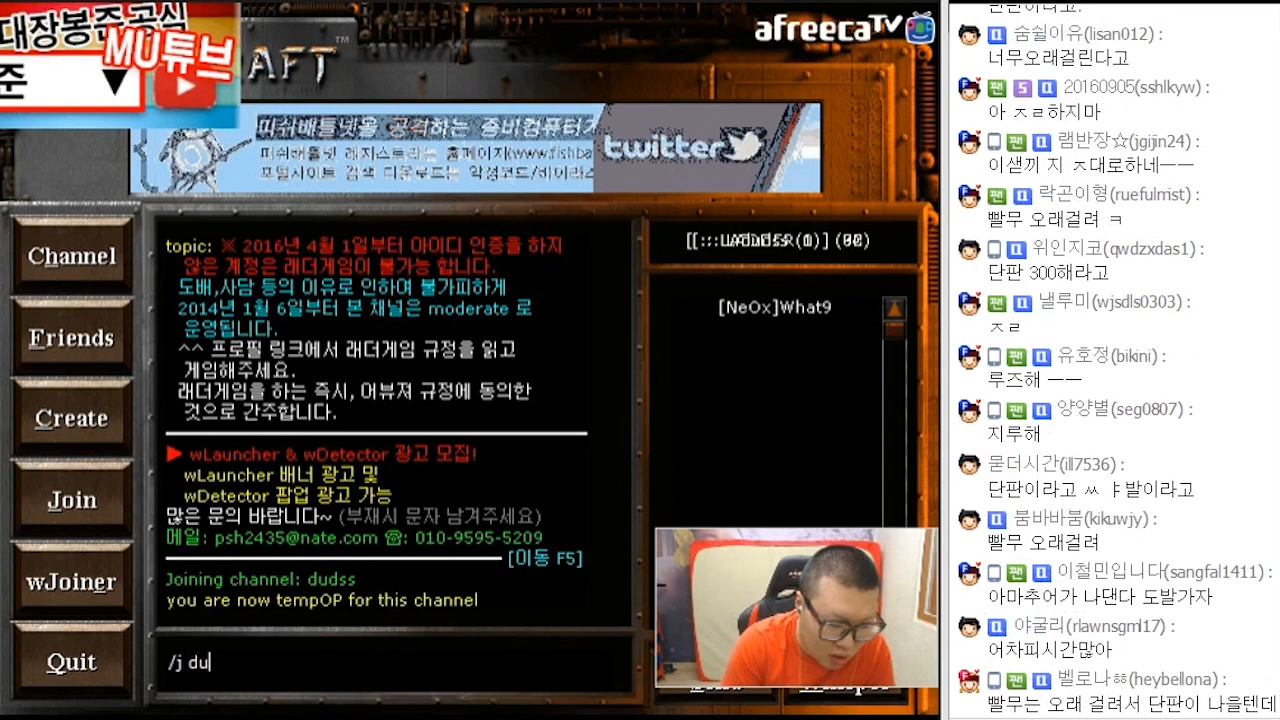 대장봉준공식
MU튜브
준
AFT
TM
afreecaTV
twitter
Channel
Friends
Create
Join
wJoiner
Quit
topic: > 2016년 4월 1일부터 아이디 인증을 하지
않은 계정은 래더게임이 불가능 합니다.
도배,사담 등의 이유로 인하여 불가피하게
2014년 1월 6일부터 본 채널은 moderate 로
운영됩니다.
^^ 프로필 링크에서 래더게임 규정을 읽고
게임해주세요.
래더게임을 하는 즉시, 어뷰져 규정에 동의한
것으로 간주합니다.
▶ wLauncher & wDetector 광고 모집!
wLauncher 배너 광고 및
wDetector 팝업 광고 가능
많은 문의 바랍니다~ (부재시 문자 남겨주세요)
메일: psh2435@nate.com ☎: 010-9595-5209
[이동 F5]
Joining channel: dudss
you are now tempOP for this channel
/j du
[NeOx]What9
숨쉴이유(lisan012) :
너무오래걸린다고
20160905(sshlkyw) :
아 ㅈㄹ하지마
램반장☆(jgijin24) :
이샏끼 지 ㅈ대로하네ㅡㅡ
락곤이형(ruefulmist) :
빨무 오래걸려 ㅋ
위인지코(qwdzxdas1) :
단판 300해라고
낼루미(wjsdls0303) :
ㅈㄹ
유호정(bikini) :
루즈해 ㅡㅡ
양양별(seg0807) :
지루해
묻더시간(ill7536) :
단판이라고 ㅆ ㅑ발이라고
붐바바붐(kikuwjy) :
빨무 오래걸려
이철민입니다(sangfal1411) :
아마추어가 나댄다 도발가자
야굴리(rlawnsgml17) :
어차피시간많아
벨로나ㅎㅎ(heybellona) :
빨무는 오래 걸려서 단판이 나을텐데